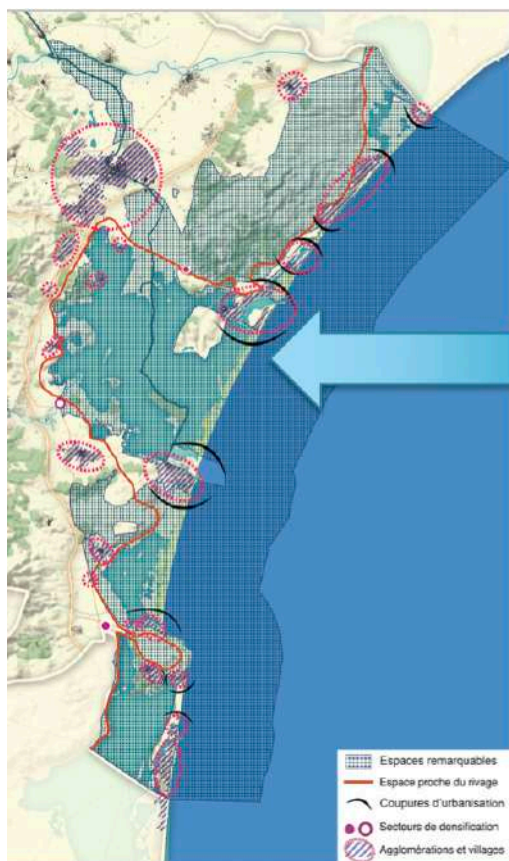 Espaces remarquables
Espace proche du rivage
Coupures d'urbanisation
Secteurs de densification
Agglomérations et villages